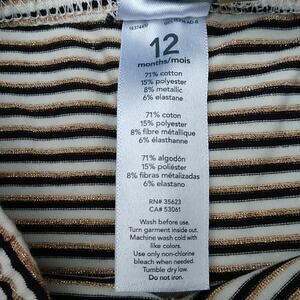 12
months/mois
71% cotton
15% polyester
8% metallic
6% elastane
71% coton
15% polyester
8% fibre métallique
6% élasthanne
71% algodón
15% poliéster
8% fibras metalizadas
6% elastano
RN# 35623
CA# 53061
Wash before use.
Turn garment inside out.
Machine wash cold with
like colors.
Use only non-chlorine
bleach when needed.
Tumble dry low.
Do not iron.